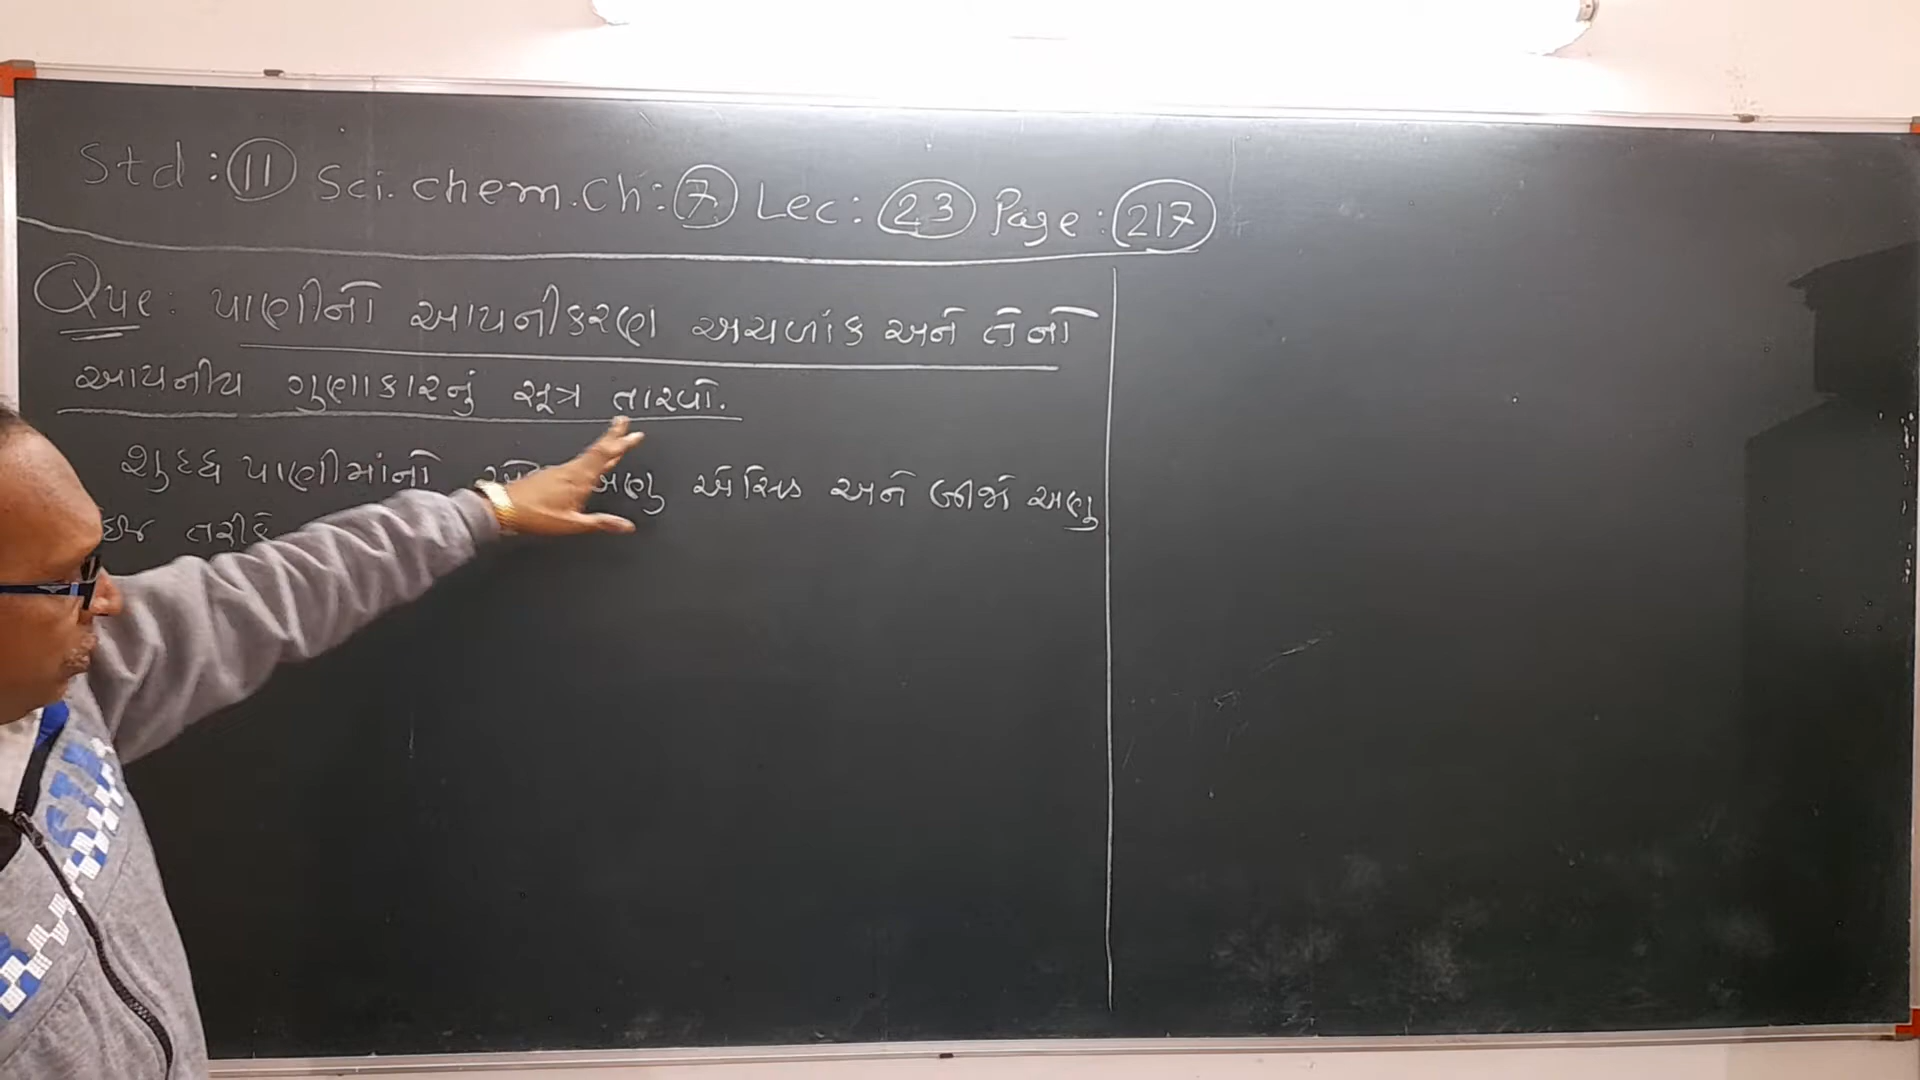 Std : 11 Sci. chem. Ch : 7 Lec : 23 Page : 217
Que : પાણીનો આયનીકરણ અચળાંક અને તેનો
આયનીય ગુણાકારનું સૂત્ર તારવો.
શુદ્ધ પાણીમાંનો અણુ એસિડ અને બીજો અણુ
તરીકે